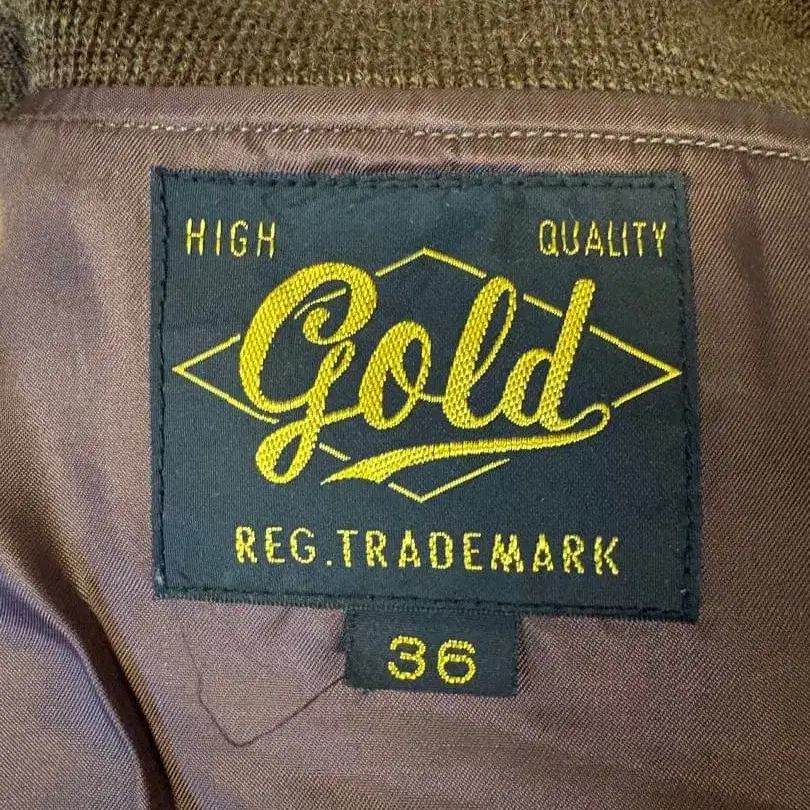 HIGH QUALITY
Gold
REG. TRADEMARK
36